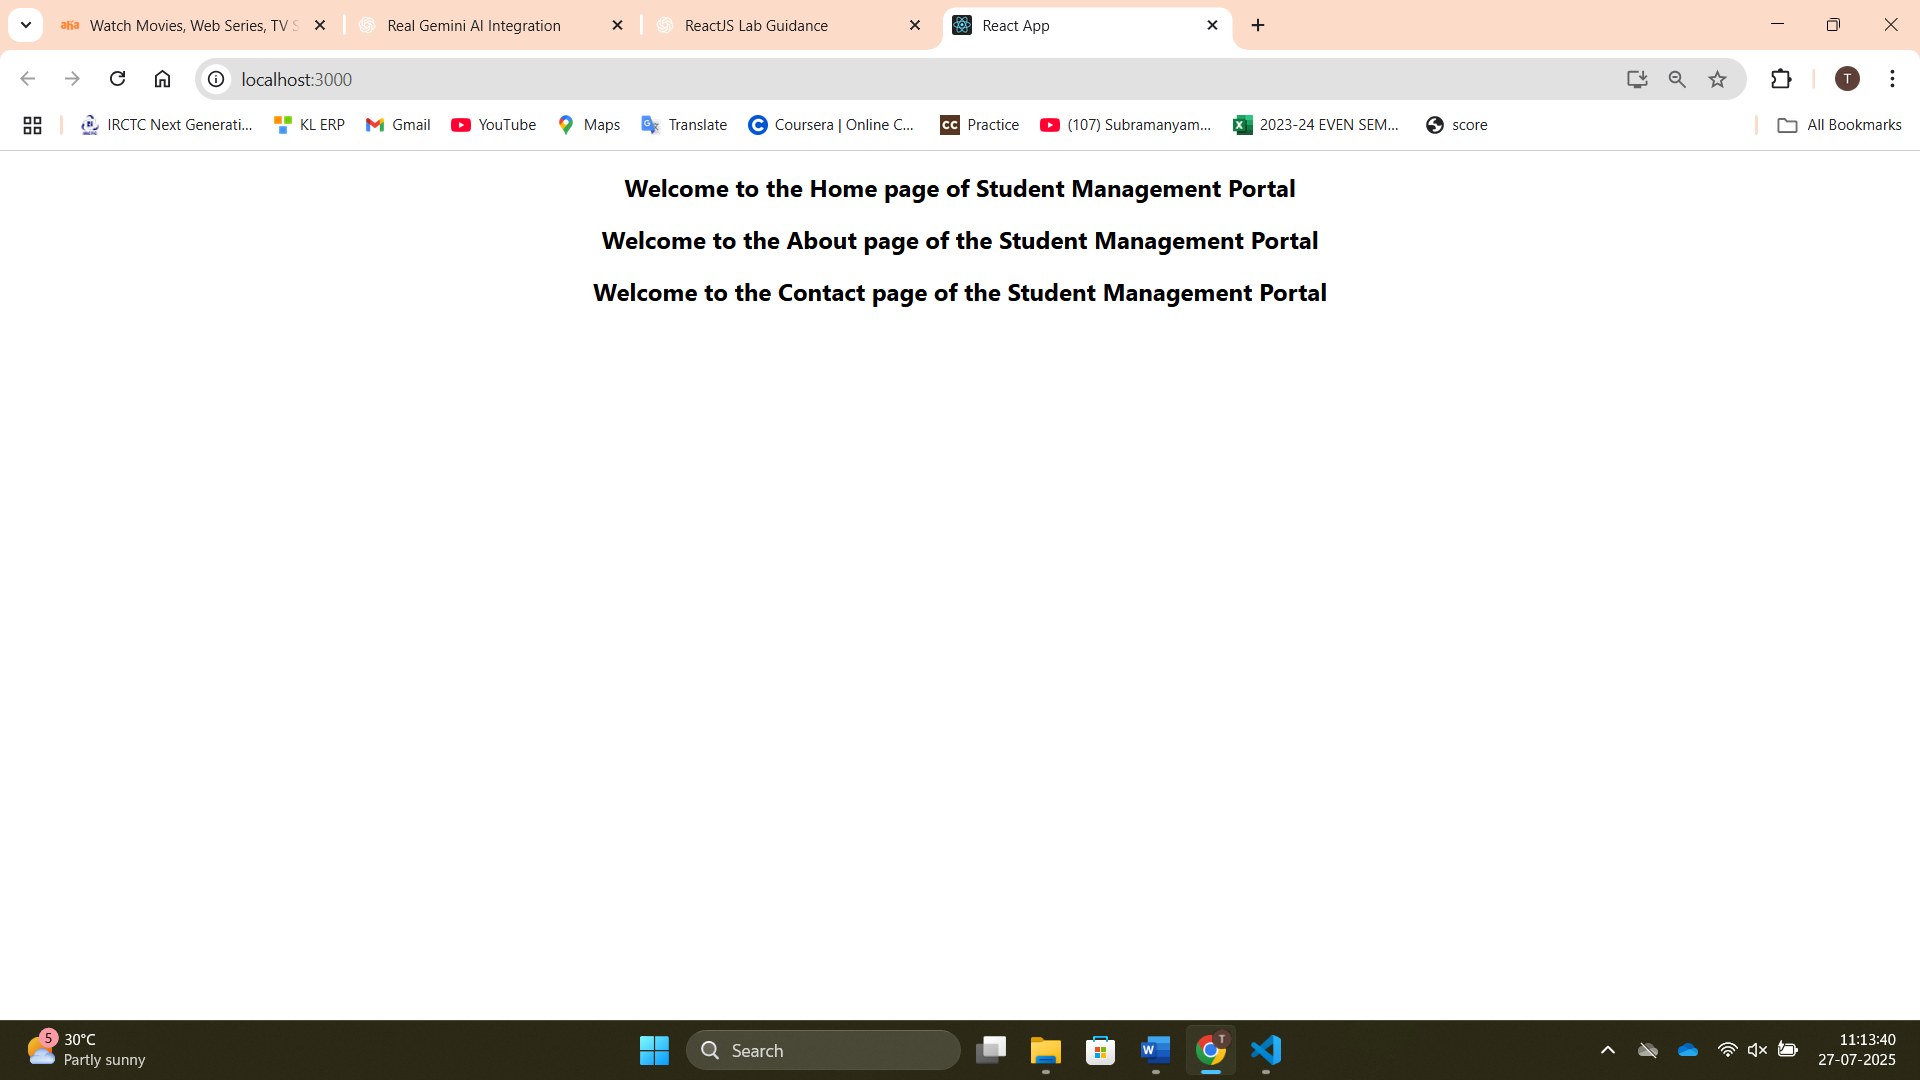 aha Watch Movies, Web Series, TV S
Real Gemini AI Integration
ReactJS Lab Guidance
React App
localhost:3000
T
IRCTC Next Generati...
KL ERP
Gmail
YouTube
Maps
Translate
Coursera | Online C...
CC Practice
(107) Subramanyam...
2023-24 EVEN SEM...
score
All Bookmarks
Welcome to the Home page of Student Management Portal
Welcome to the About page of the Student Management Portal
Welcome to the Contact page of the Student Management Portal
5
30°C
Partly sunny
Search
W
T
11:13:40
27-07-2025